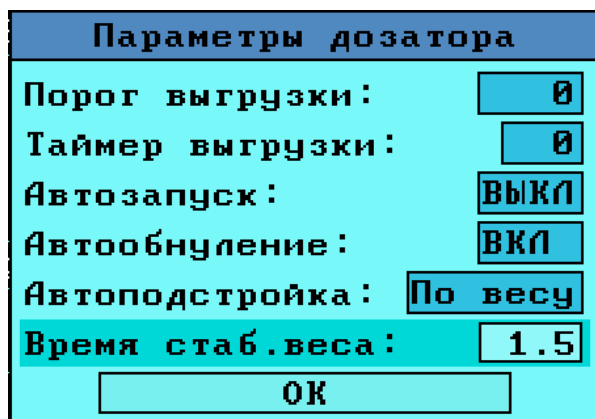 Параметры дозатора
Порог выгрузки: 0
Таймер выгрузки: 0
Автозапуск: ВЫКЛ
Автообнуление: ВКЛ
Автоподстройка: По весу
Время стаб.веса: 1.5
ОК